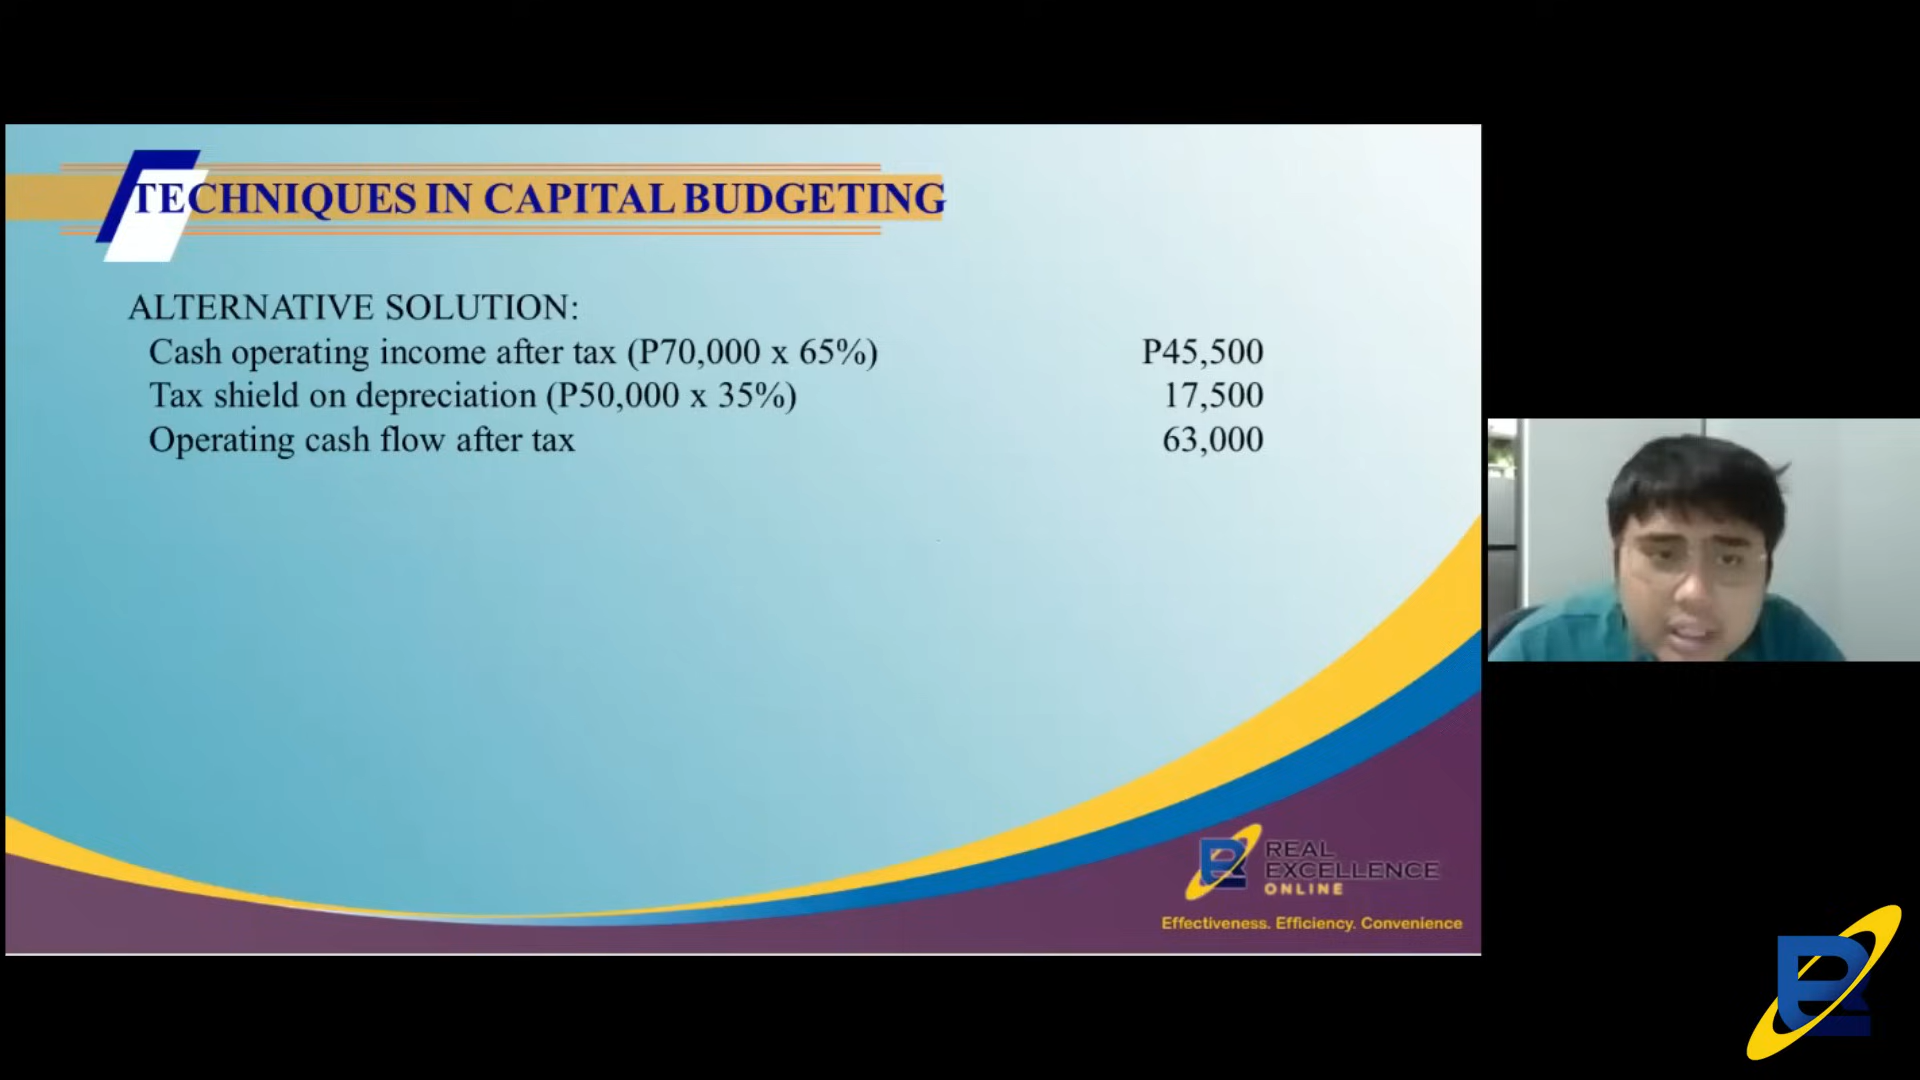 TECHNIQUES IN CAPITAL BUDGETING
ALTERNATIVE SOLUTION:
Cash operating income after tax (P70,000 x 65%) P45,500
Tax shield on depreciation (P50,000 x 35%) 17,500
Operating cash flow after tax 63,000
REAL
EXCELLENCE
ONLINE
Effectiveness. Efficiency. Convenience